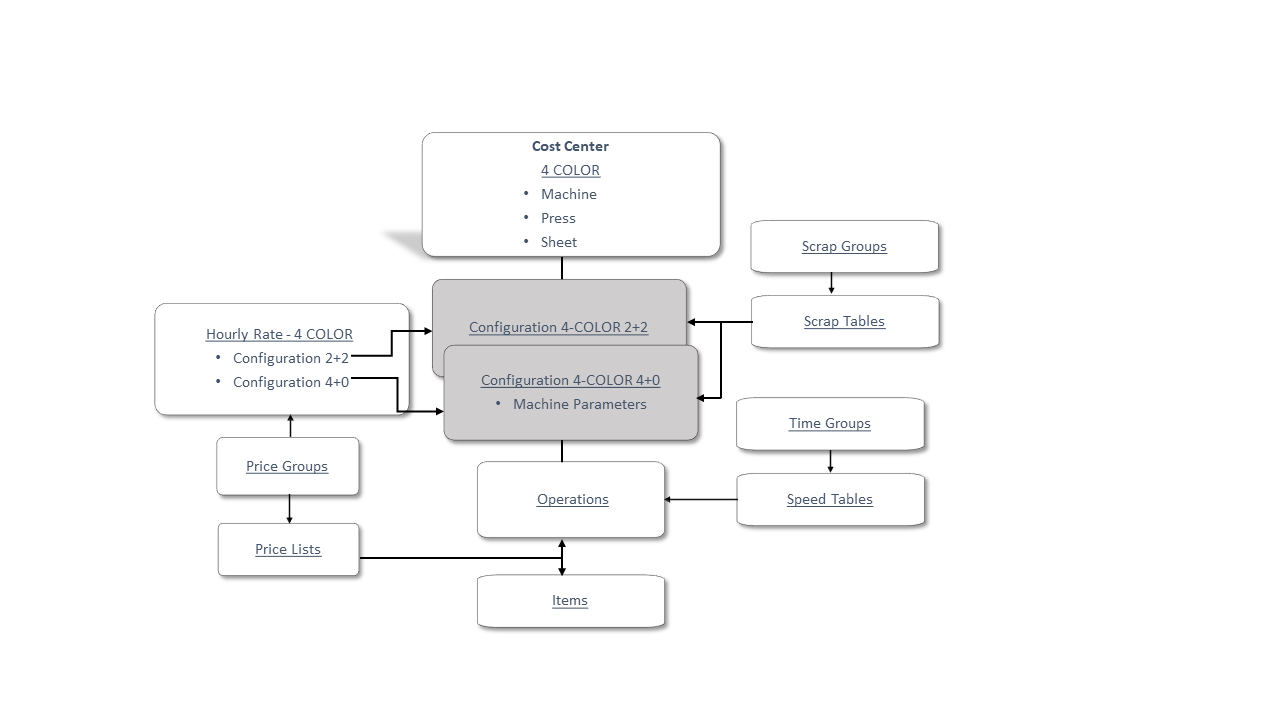 Cost Center
4 COLOR
• Machine
• Press
• Sheet
Scrap Groups
Scrap Tables
Hourly Rate - 4 COLOR
• Configuration 2+2
• Configuration 4+0
Configuration 4-COLOR 2+2
Configuration 4-COLOR 4+0
• Machine Parameters
Time Groups
Price Groups
Operations
Speed Tables
Price Lists
Items